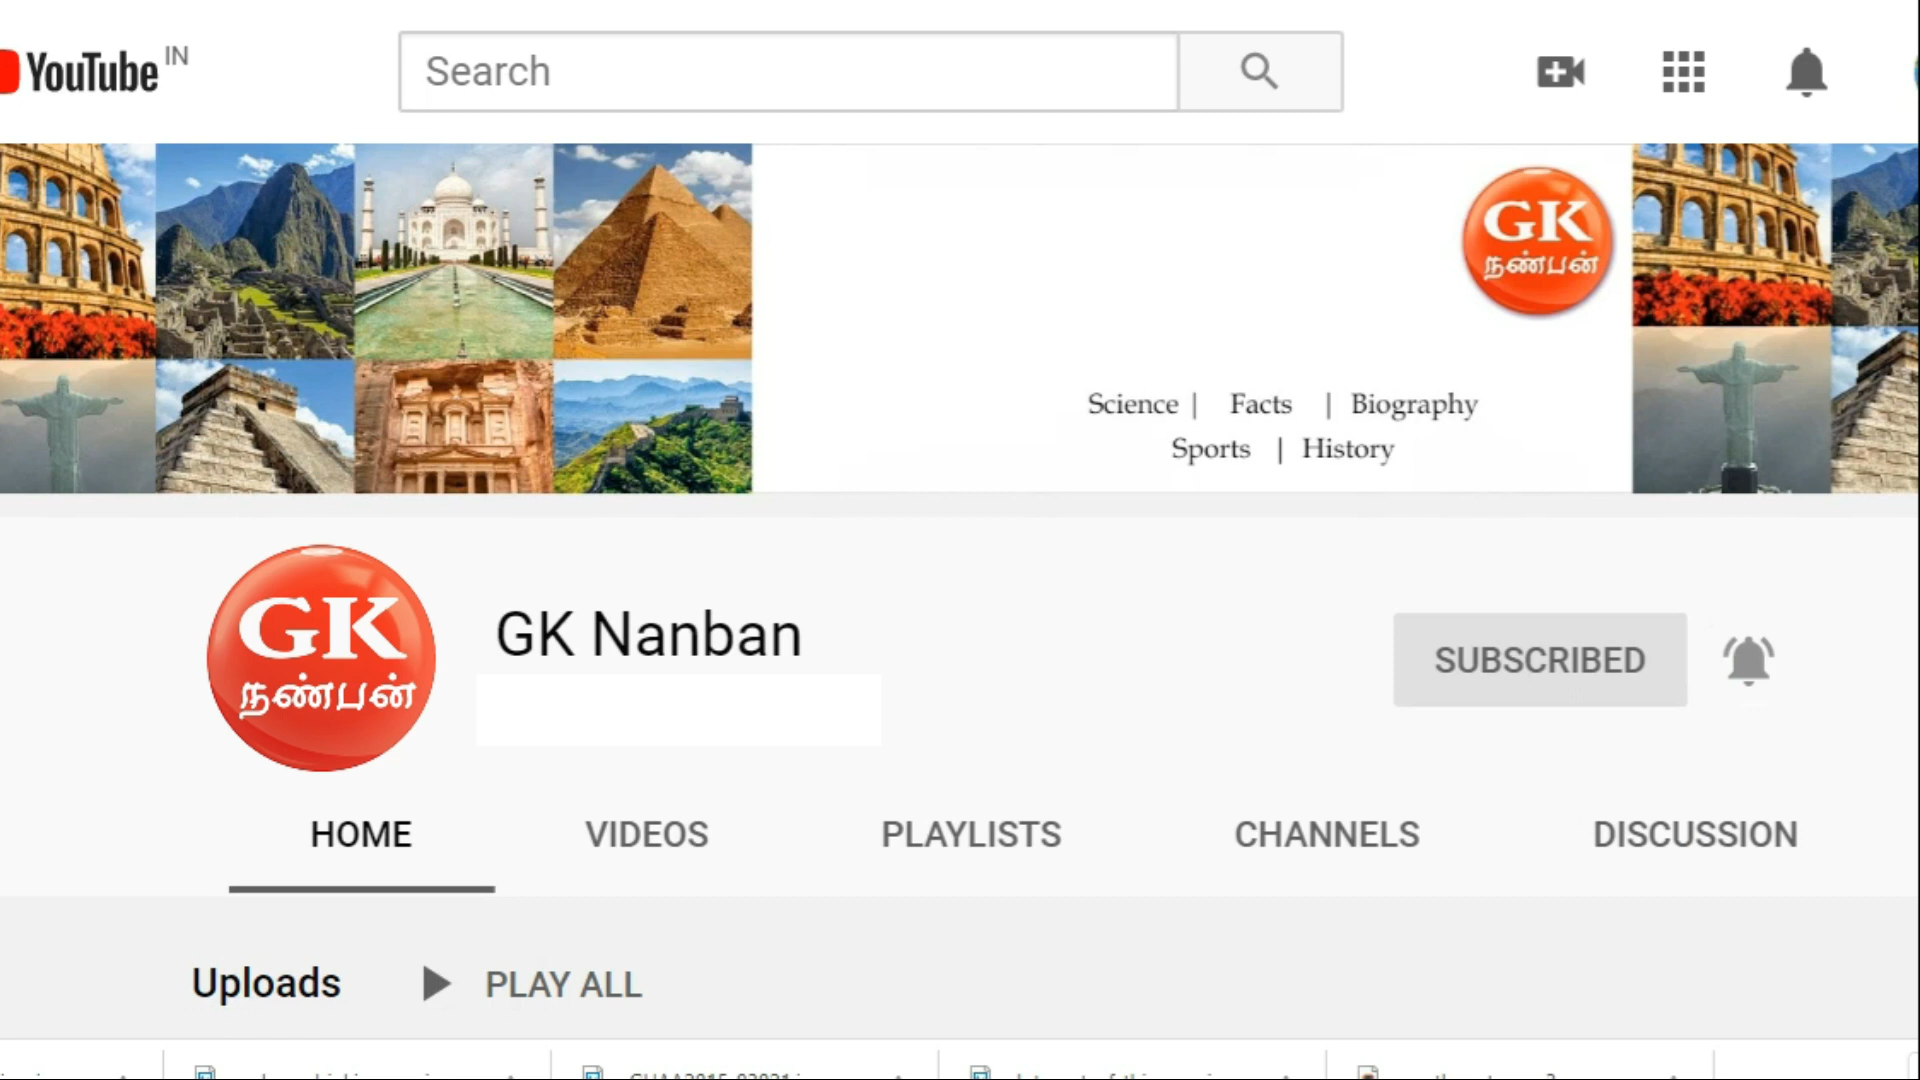 YouTube IN
Search
GK
நண்பன்
Science | Facts | Biography
Sports | History
GK
நண்பன்
GK Nanban
SUBSCRIBED
HOME VIDEOS PLAYLISTS CHANNELS DISCUSSION
Uploads PLAY ALL